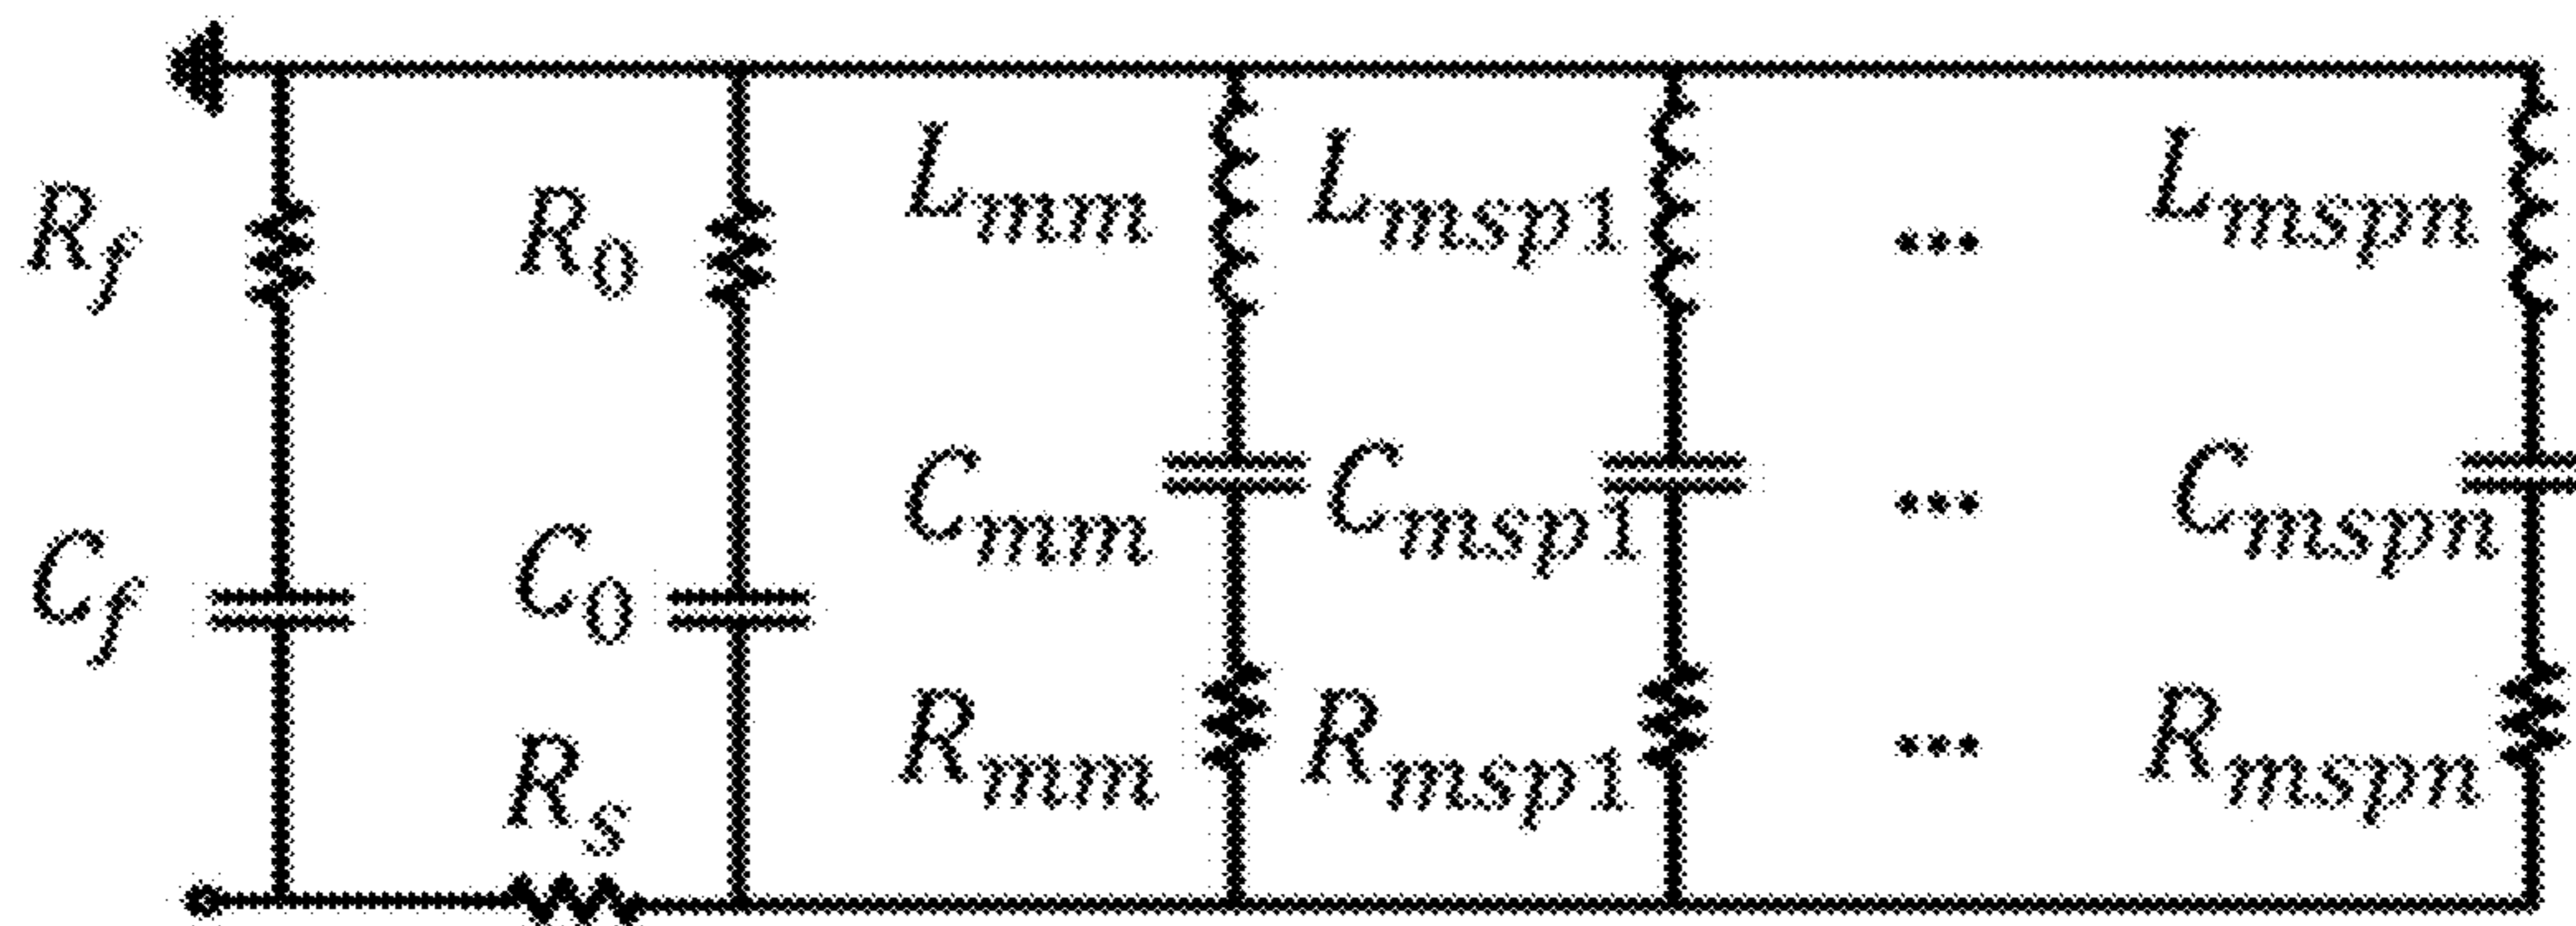 R_f R_0 L_mm L_msp1 ... L_mspn
C_f C_0 C_mm C_msp1 ... C_mspn
R_s R_mm R_msp1 ... R_mspn